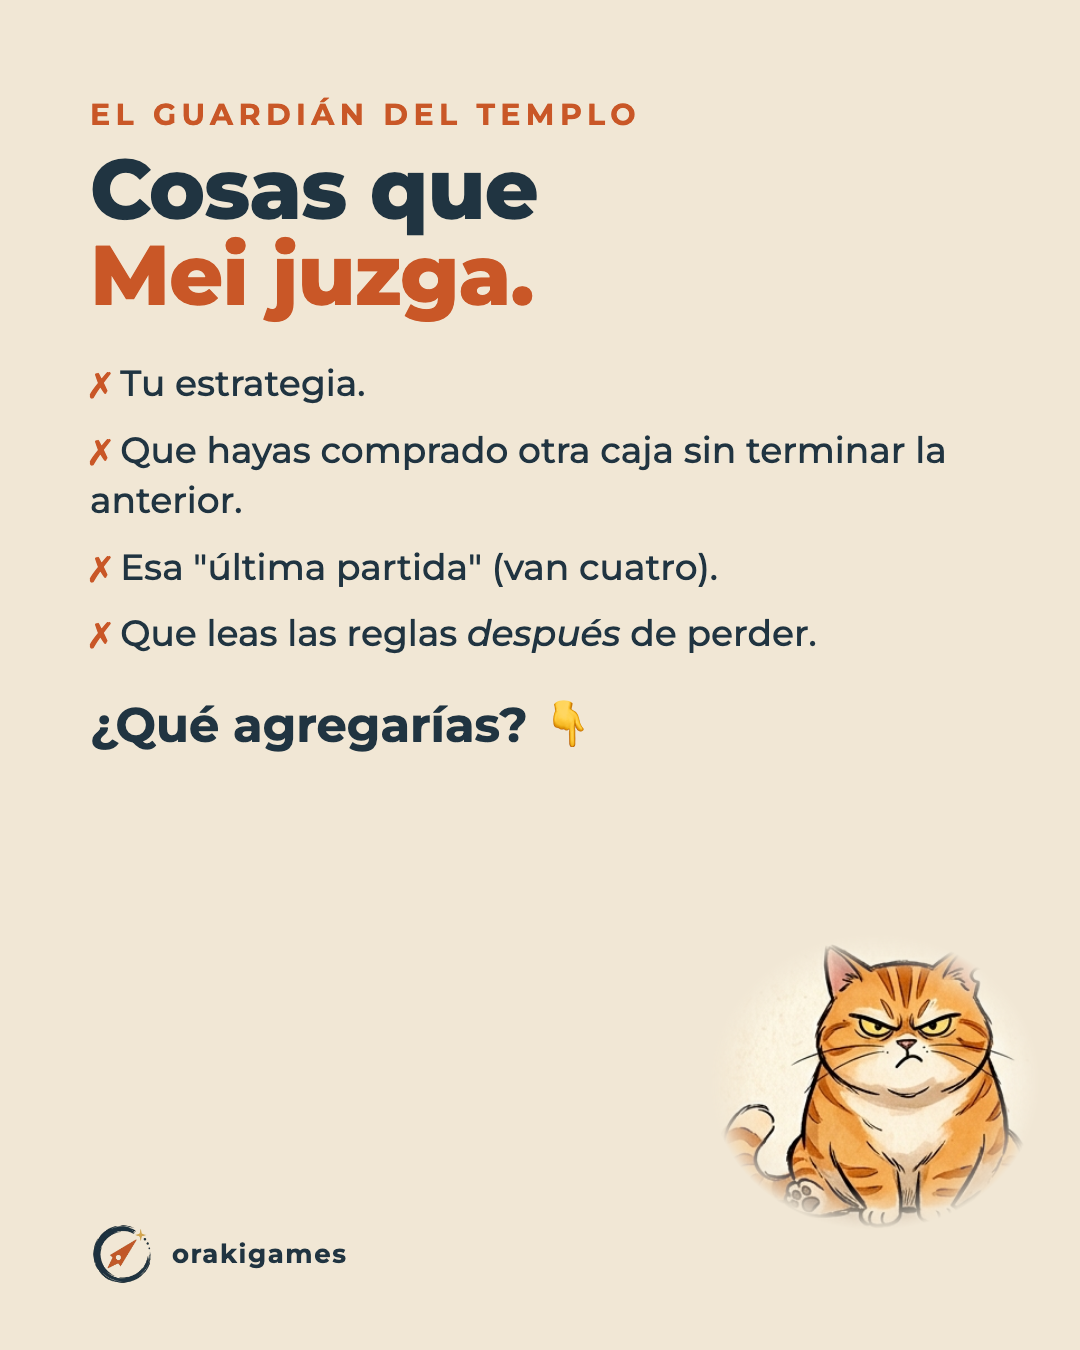 EL GUARDIÁN DEL TEMPLO
Cosas que
Mei juzga.
✗ Tu estrategia.
✗ Que hayas comprado otra caja sin terminar la
anterior.
✗ Esa "última partida" (van cuatro).
✗ Que leas las reglas después de perder.
¿Qué agregarías? 👇
orakigames